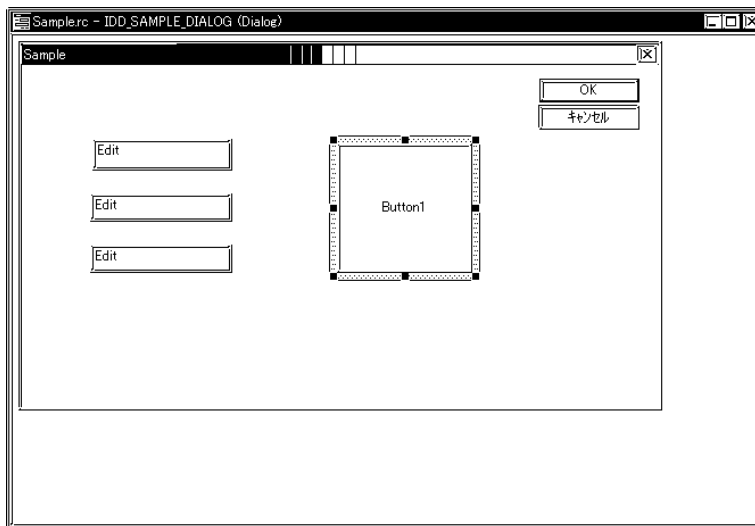 Sample.rc - IDD_SAMPLE_DIALOG (Dialog)
Sample
OK
キャンセル
Edit
Edit
Button1
Edit